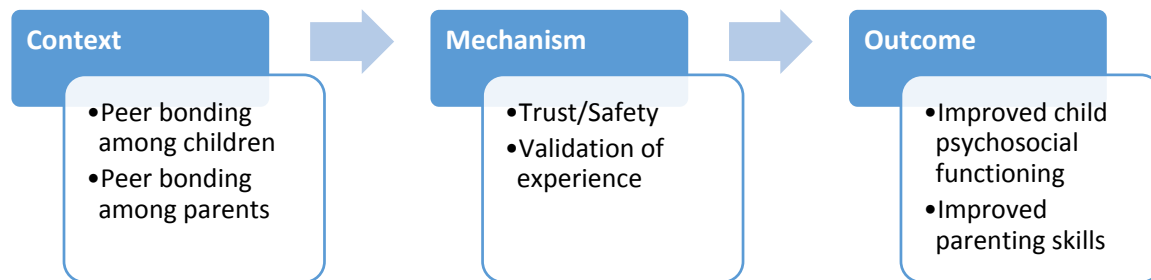 Context
•Peer bonding
among children
•Peer bonding
among parents
Mechanism
•Trust/Safety
•Validation of
experience
Outcome
•Improved child
psychosocial
functioning
•Improved
parenting skills